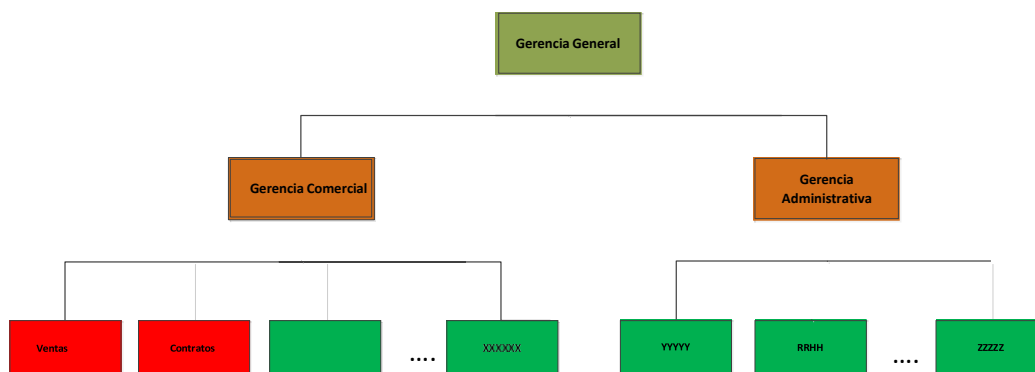 Gerencia General
Gerencia Comercial
Gerencia
Administrativa
Ventas
Contratos
....
XXXXXX
YYYYY
RRHH
....
ZZZZZ